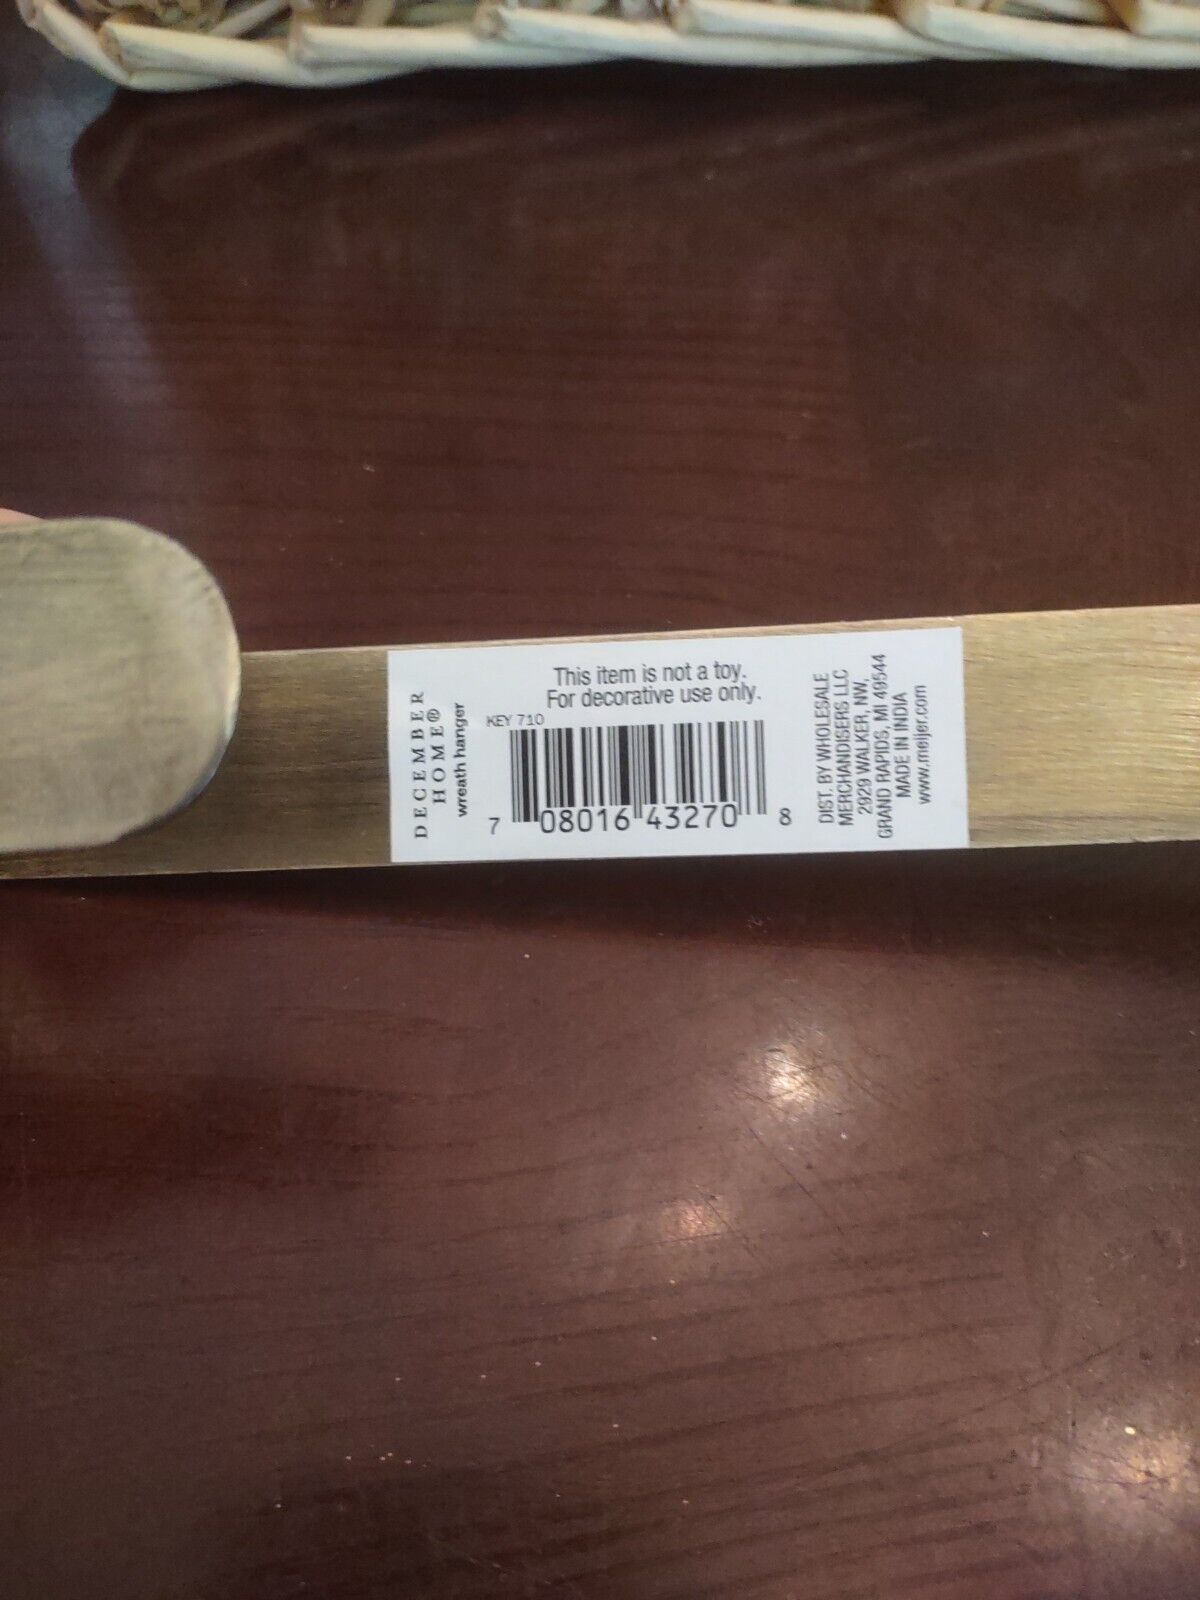 DECEMBER
HOME®
wreath hanger
This item is not a toy.
For decorative use only.
KEY 710
7 08016 43270 8
DIST. BY WHOLESALE
MERCHANDISERS LLC
2929 WALKER, NW,
GRAND RAPIDS, MI 49544
MADE IN INDIA
www.meijer.com